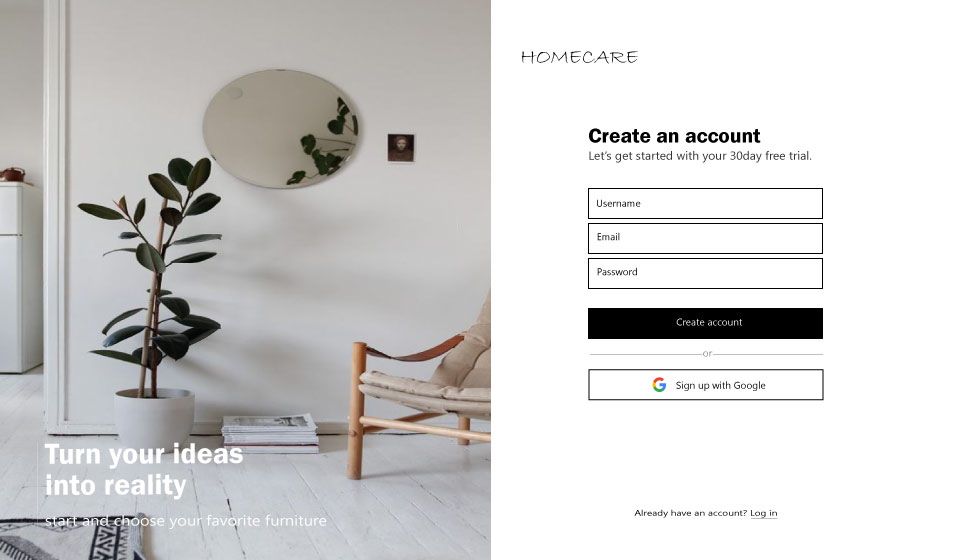 HOMECARE
Create an account
Let's get started with your 30day free trial.
Username
Email
Password
Create account
or
Sign up with Google
Already have an account? Log in
Turn your ideas
into reality
start and choose your favorite furniture